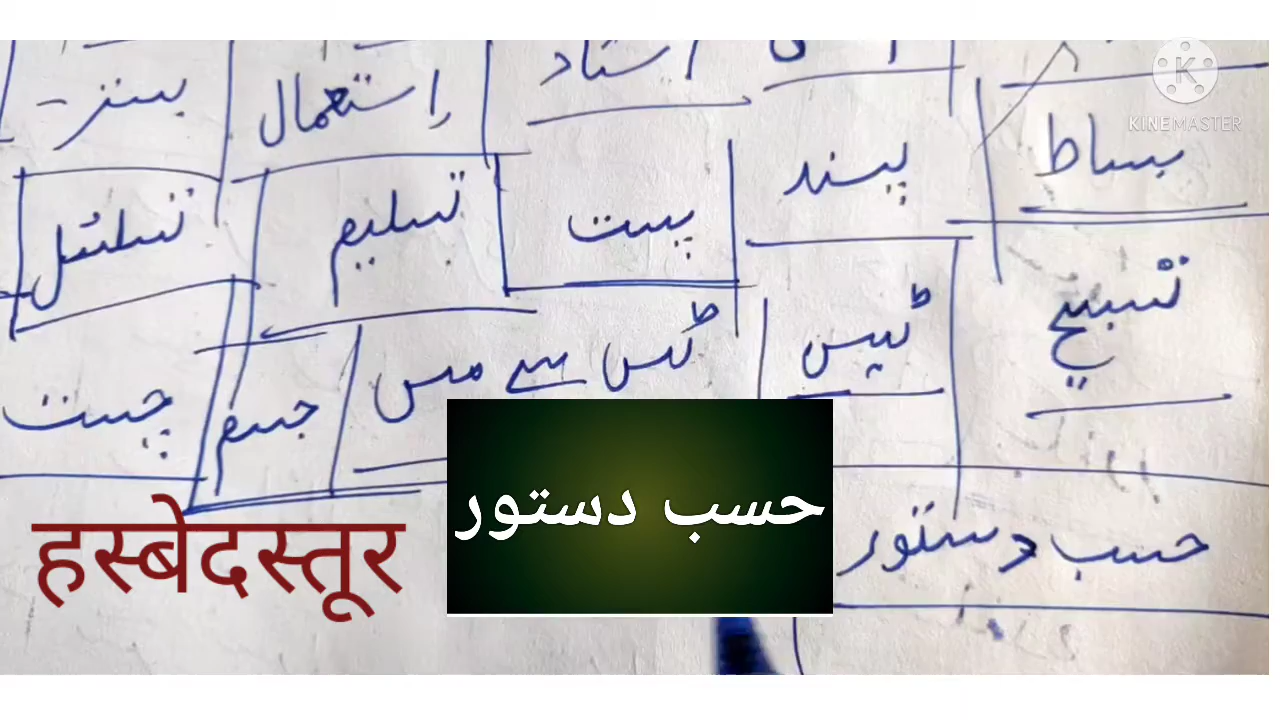 استاد استعمال سبز -
KINEMASTER
بساط پسند پست تسلیم تسلسل
تسبیح ٹیس ٹس سے مس جسم چست
حسب دستور
حسب دستور
हस्बेदस्तूर